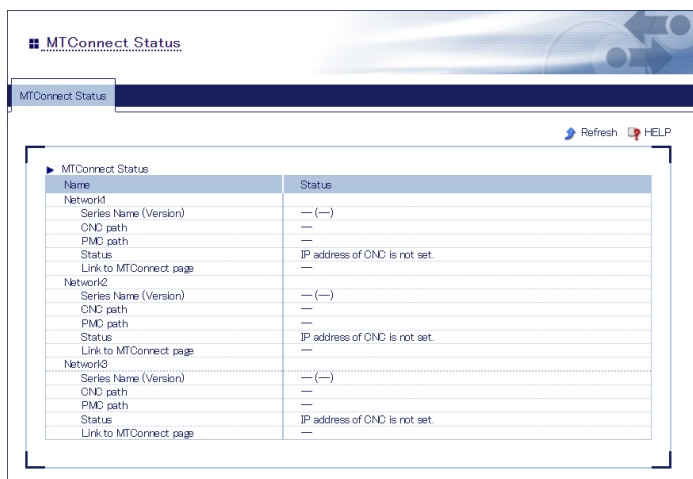 MTConnect Status
MTConnect Status
Refresh HELP
MTConnect Status
Name Status
Network1
Series Name (Version) —(—)
CNC path —
PMC path —
Status IP address of CNC is not set.
Link to MTConnect page —
Network2
Series Name (Version) —(—)
CNC path —
PMC path —
Status IP address of CNC is not set.
Link to MTConnect page —
Network3
Series Name (Version) —(—)
CNC path —
PMC path —
Status IP address of CNC is not set.
Link to MTConnect page —